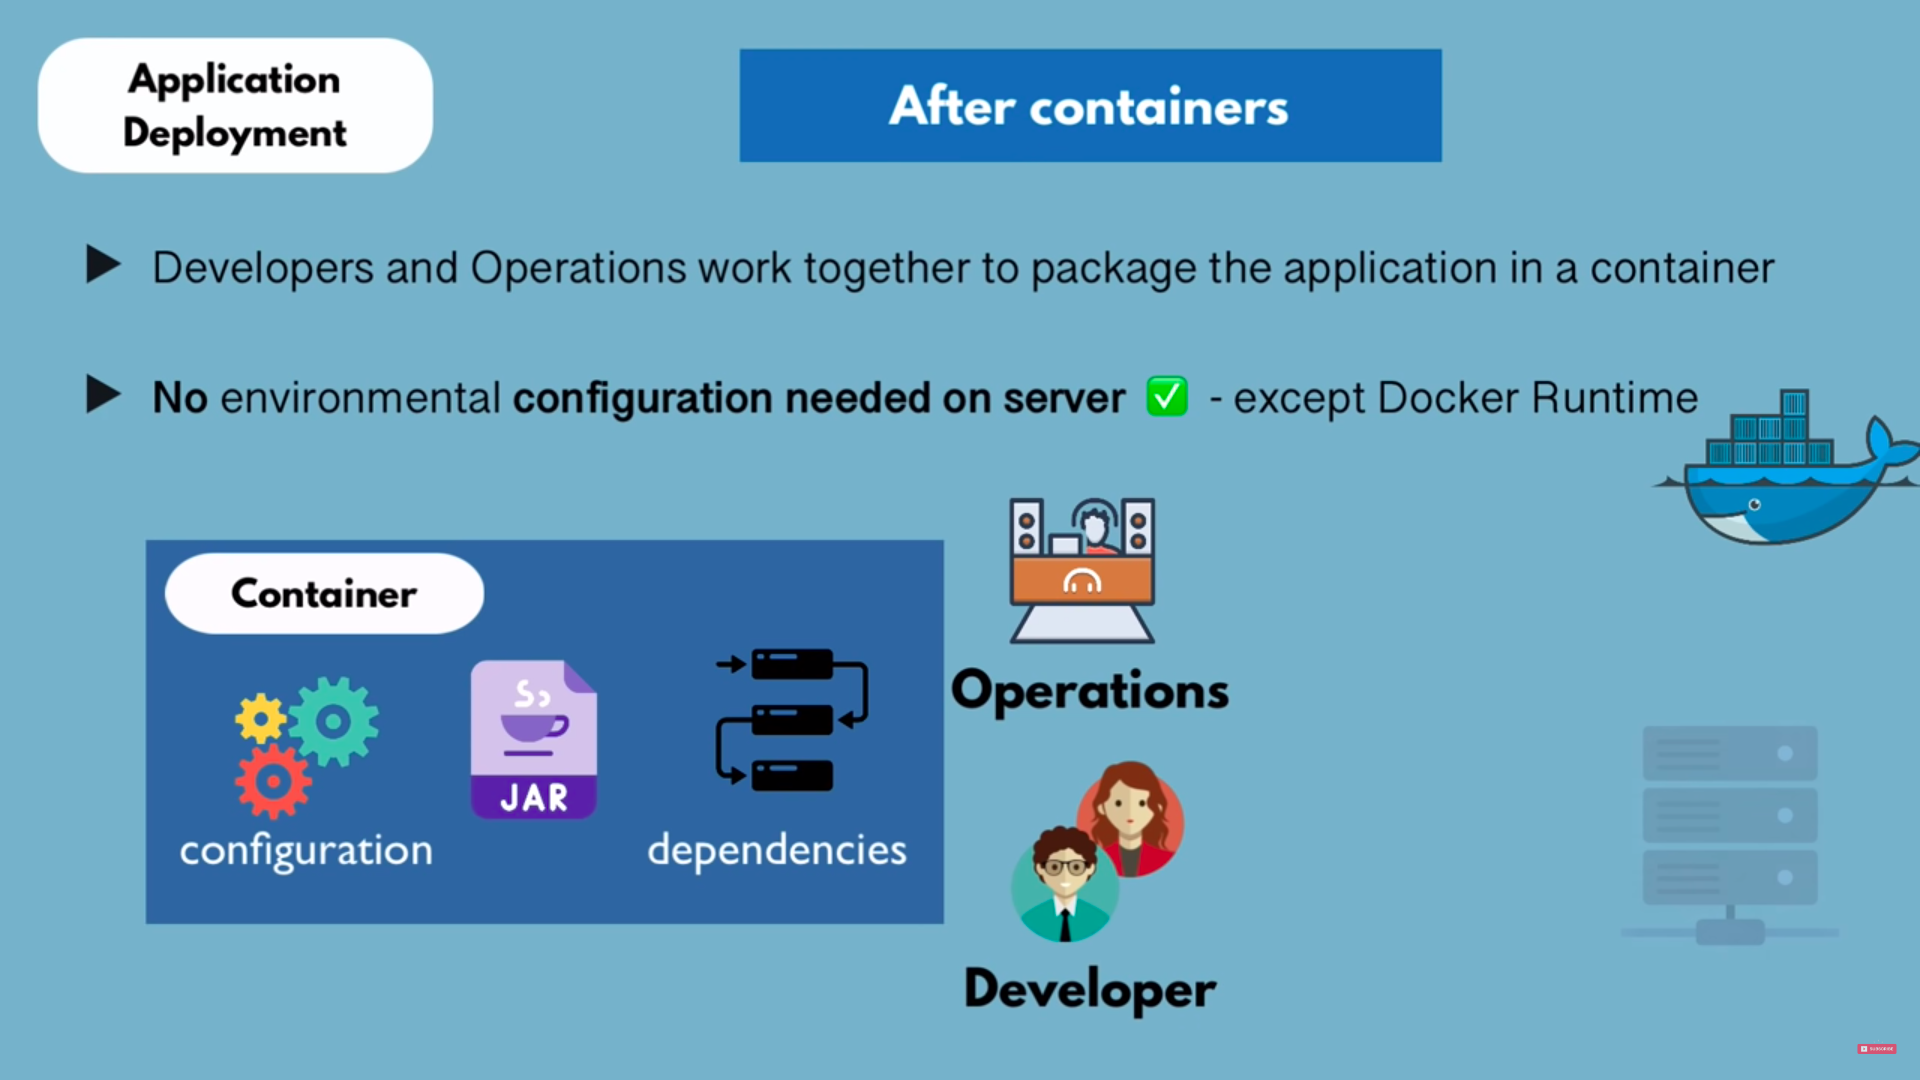 Application
Deployment
After containers
Developers and Operations work together to package the application in a container
No environmental configuration needed on server ✅ - except Docker Runtime
Container
JAR
configuration
dependencies
Operations
Developer
SUBSCRIBE